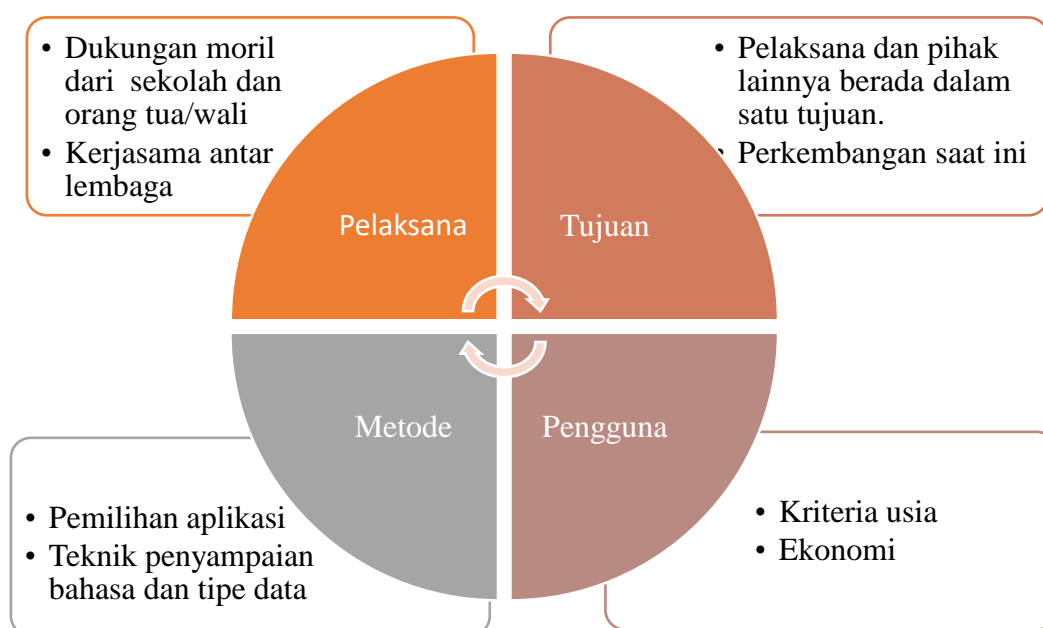 • Dukungan moril
dari sekolah dan
orang tua/wali
• Kerjasama antar
lembaga
• Pelaksana dan pihak
lainnya berada dalam
satu tujuan.
• Perkembangan saat ini
Pelaksana
Tujuan
Metode
Pengguna
• Pemilihan aplikasi
• Teknik penyampaian
bahasa dan tipe data
• Kriteria usia
• Ekonomi